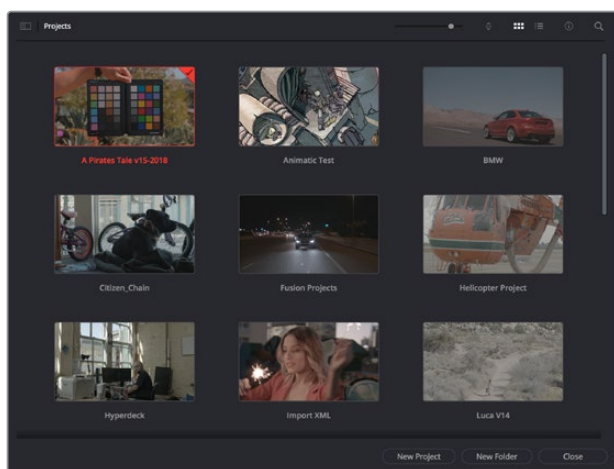 Projects
A Pirates Tale v15-2018
Animatic Test
BMW
Citizen_Chain
Fusion Projects
Helicopter Project
Hyperdeck
Import XML
Luca V14
New Project
New Folder
Close